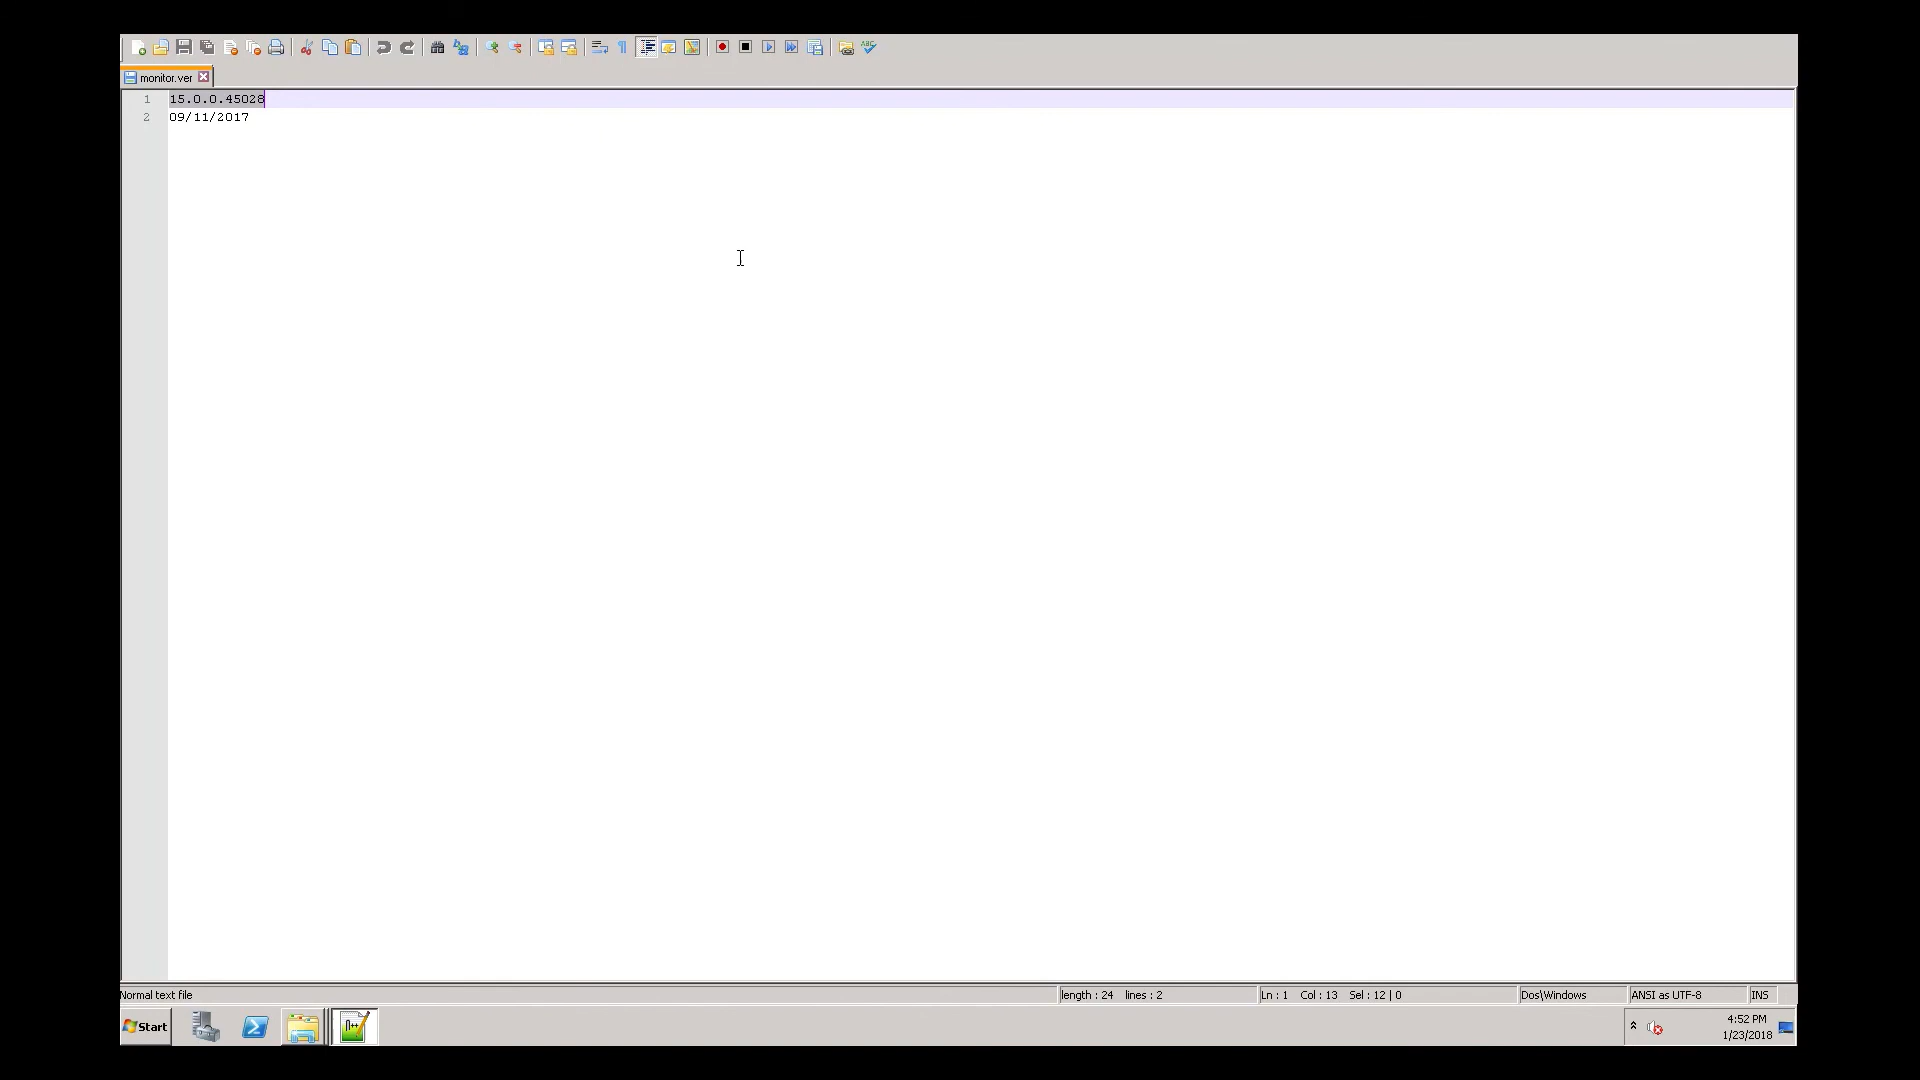 monitor.ver
1 15.0.0.45028
2 09/11/2017
Normal text file length : 24 lines : 2 Ln : 1 Col : 13 Sel : 12 | 0 Dos\Windows ANSI as UTF-8 INS
Start 4:52 PM
1/23/2018